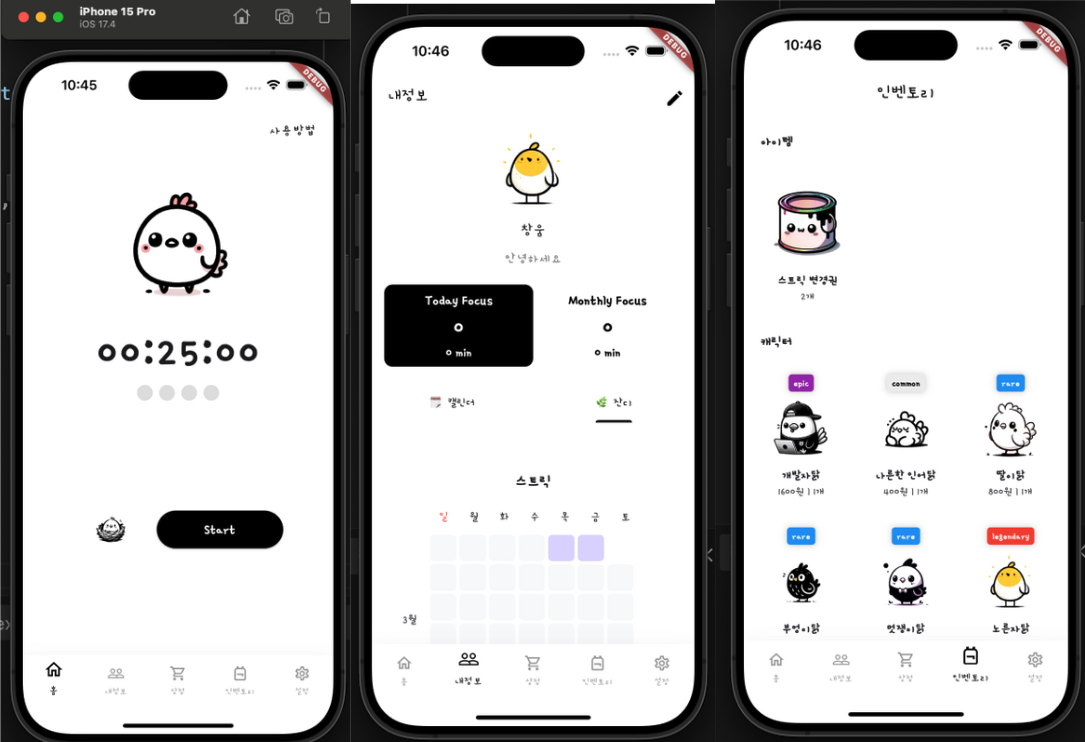 iPhone 15 Pro
iOS 17.4
10:45
DEBUG
사용방법
00:25:00
Start
홈
내정보
상점
인벤토리
설정
10:46
DEBUG
내정보
창움
안녕하세요
Today Focus
0
0 min
Monthly Focus
0
0 min
캘린더
잔디
스트릭
일 월 화 수 목 금 토
3월
홈
내정보
상점
인벤토리
설정
10:46
DEBUG
인벤토리
아이템
스트릭 변경권
2개
캐릭터
epic
common
rare
개발자닭
나른한 인어닭
딸이닭
1600원 | 1개
400원 | 1개
800원 | 1개
rare
rare
legendary
부엉이닭
멋쟁이닭
노른자닭
홈
내정보
상점
인벤토리
설정